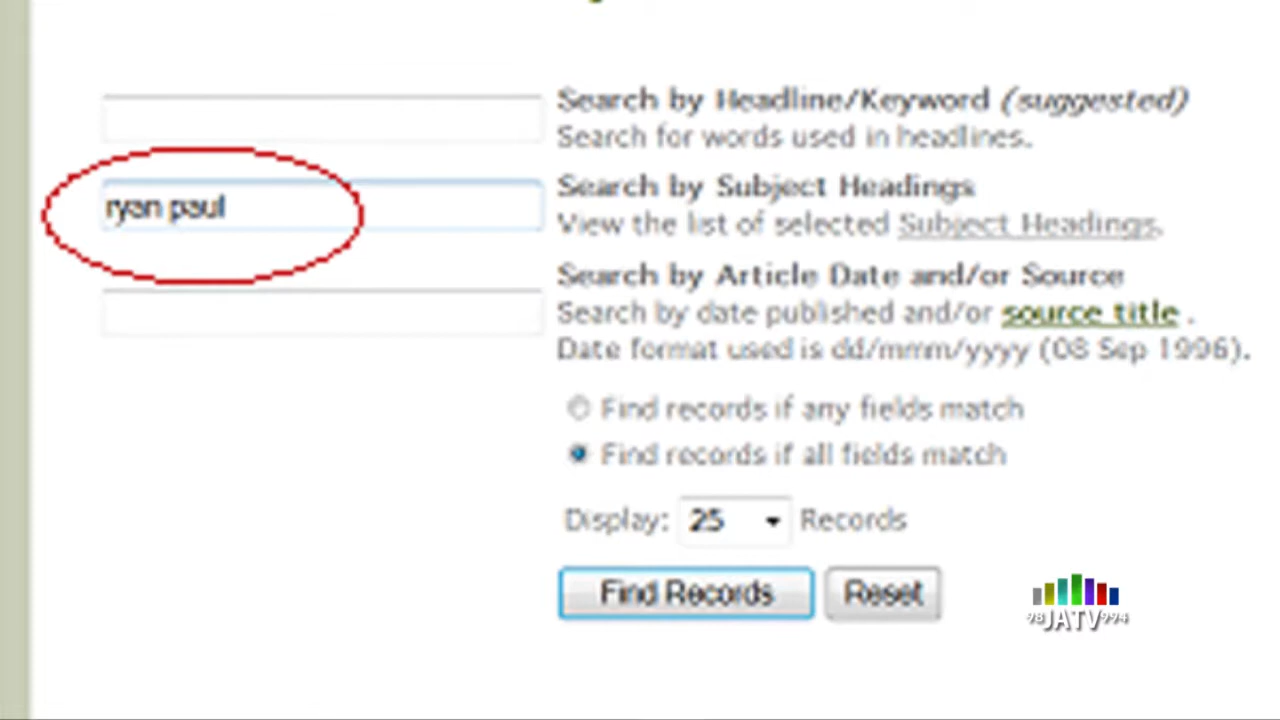 Search by Headline/Keyword (suggested)
Search for words used in headlines.
ryan paul
Search by Subject Headings
View the list of selected Subject Headings.
Search by Article Date and/or Source
Search by date published and/or source title .
Date format used is dd/mmm/yyyy (08 Sep 1996).
Find records if any fields match
Find records if all fields match
Display: 25 Records
Find Records Reset
98JATV994